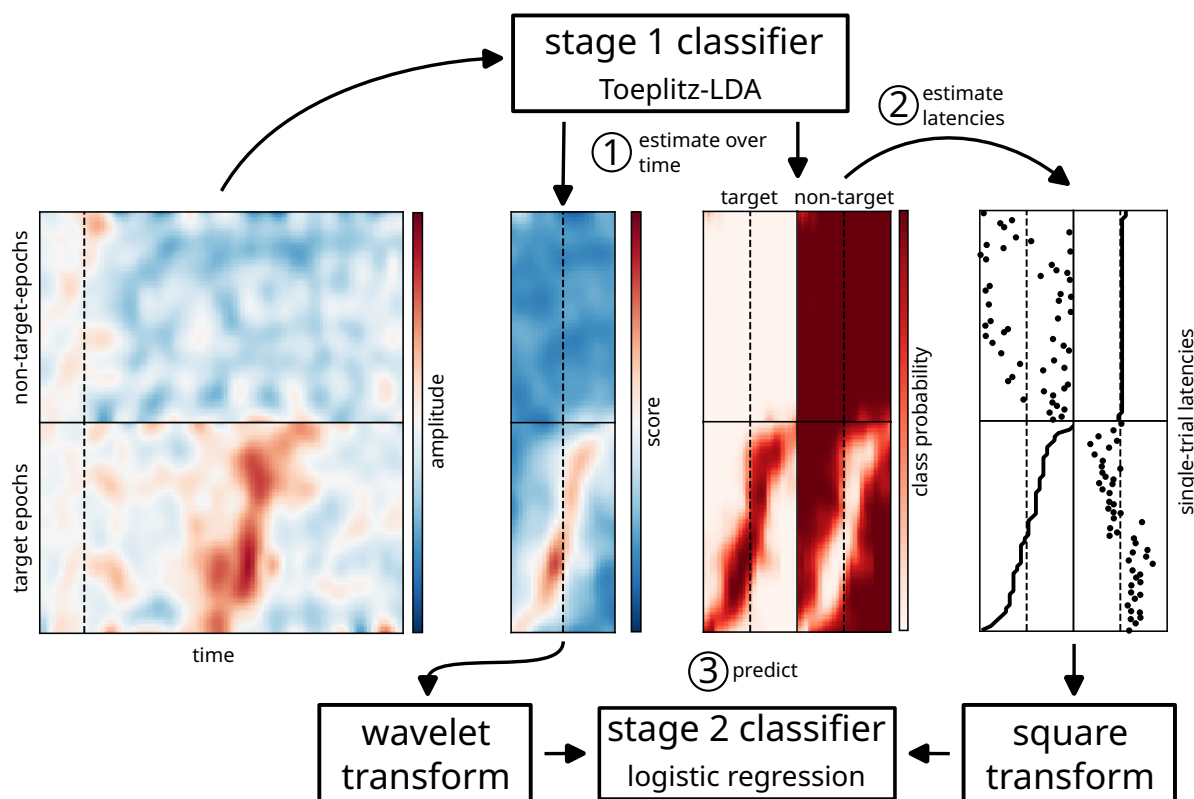 stage 1 classifier
Toeplitz-LDA
1
estimate over
time
2
estimate
latencies
target
non-target
non-target-epochs
target epochs
amplitude
score
class probability
single-trial latencies
time
3
predict
wavelet
transform
stage 2 classifier
logistic regression
square
transform